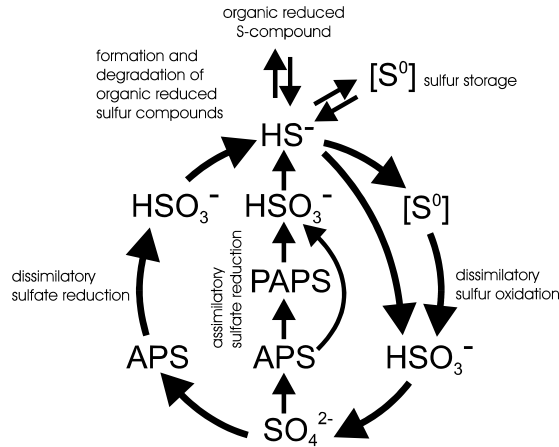 organic reduced
S-compound
formation and
degradation of
organic reduced
sulfur compounds
[S⁰] sulfur storage
HS⁻
HSO₃⁻
HSO₃⁻
[S⁰]
dissimilatory
sulfate reduction
assimilatory
sulfate reduction
PAPS
dissimilatory
sulfur oxidation
APS
APS
HSO₃⁻
SO₄²⁻